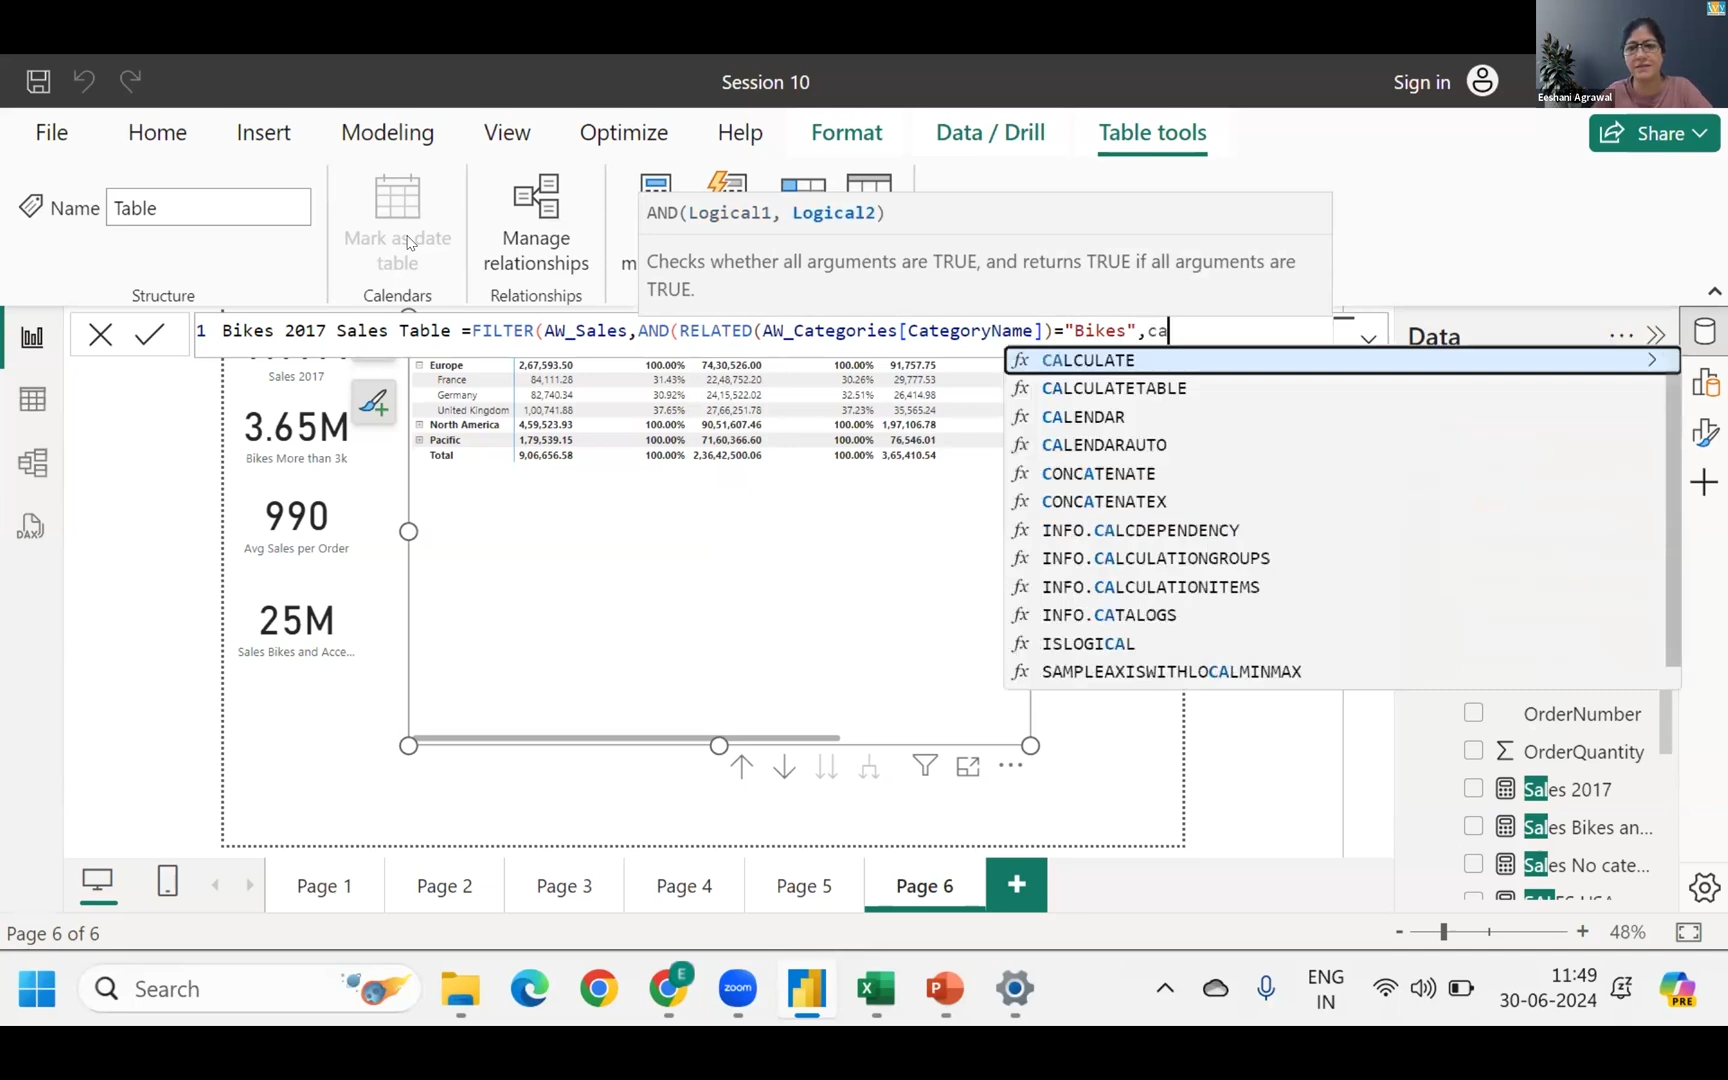 Eeshani Agrawal
Session 10
Sign in
File Home Insert Modeling View Optimize Help Format Data / Drill Table tools
Share
Name Table
Mark as date table
Manage relationships
m
Structure
Calendars
Relationships
AND(Logical1, Logical2)
Checks whether all arguments are TRUE, and returns TRUE if all arguments are
TRUE.
1 Bikes 2017 Sales Table =FILTER(AW_Sales,AND(RELATED(AW_Categories[CategoryName])="Bikes",ca
Data
CALCULATE
CALCULATETABLE
CALENDAR
CALENDARAUTO
CONCATENATE
CONCATENATEX
INFO.CALCDEPENDENCY
INFO.CALCULATIONGROUPS
INFO.CALCULATIONITEMS
INFO.CATALOGS
ISLOGICAL
SAMPLEAXISWITHLOCALMINMAX
Sales 2017
3.65M
Bikes More than 3k
990
Avg Sales per Order
25M
Sales Bikes and Acce...
Europe 2,67,593.50 100.00% 74,30,526.00 100.00% 91,757.75
France 84,111.28 31.43% 22,48,752.20 30.26% 29,777.53
Germany 82,740.34 30.92% 24,15,522.02 32.51% 26,414.98
United Kingdom 1,00,741.88 37.65% 27,66,251.78 37.23% 35,565.24
North America 4,59,523.93 100.00% 90,51,607.46 100.00% 1,97,106.78
Pacific 1,79,539.15 100.00% 71,60,366.60 100.00% 76,546.01
Total 9,06,656.58 100.00% 2,36,42,500.06 100.00% 3,65,410.54
OrderNumber
OrderQuantity
Sales 2017
Sales Bikes an...
Sales No cate...
DAX
Page 1 Page 2 Page 3 Page 4 Page 5 Page 6
Page 6 of 6
48%
Search
E
zoom
ENG
IN
11:49
30-06-2024
PRE